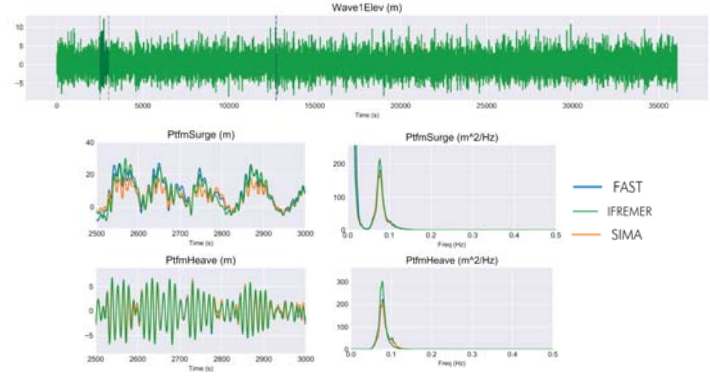 Wave1Elev (m)
10
5
0
−5
0 5000 10000 15000 20000 25000 30000 35000
Time (s)
PtfmSurge (m)
40
20
0
2500 2600 2700 2800 2900 3000
Time (s)
PtfmSurge (m^2/Hz)
200
100
0
0.0 0.1 0.2 0.3 0.4 0.5
Freq (Hz)
FAST
IFREMER
SIMA
PtfmHeave (m)
5
0
−5
2500 2600 2700 2800 2900 3000
Time (s)
PtfmHeave (m^2/Hz)
300
200
100
0
0.0 0.1 0.2 0.3 0.4 0.5
Freq (Hz)